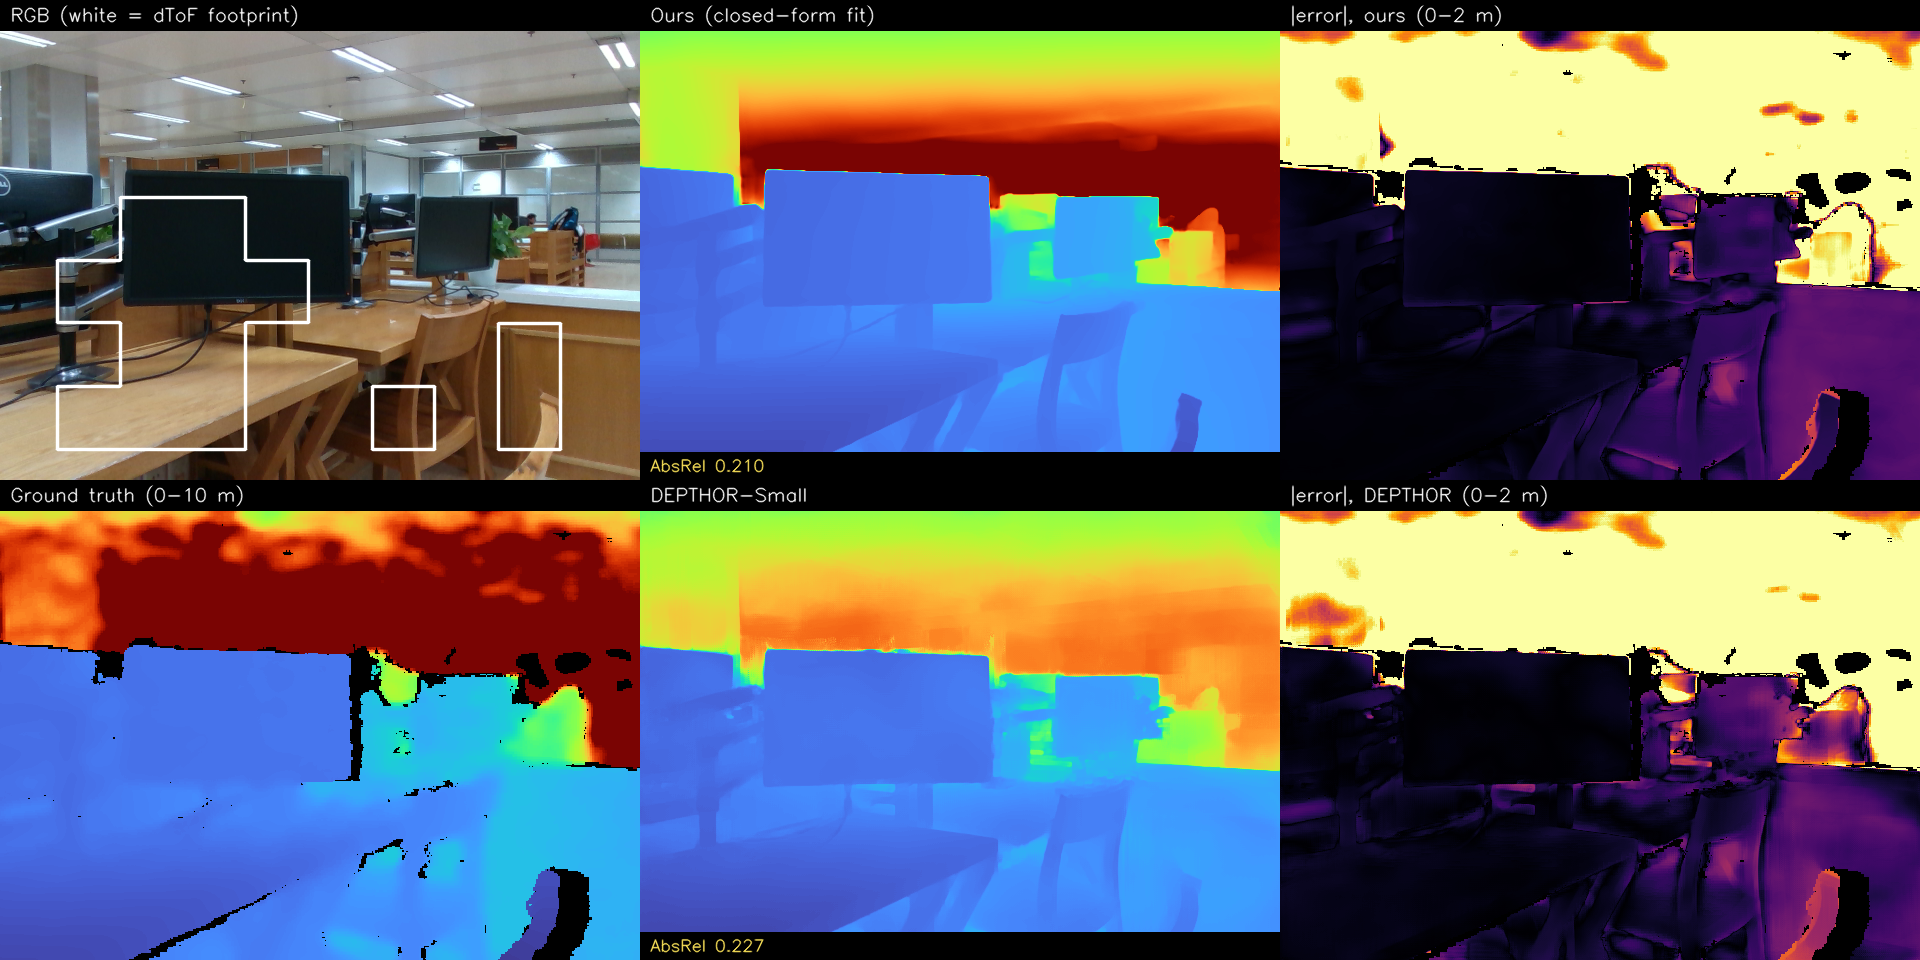 RGB (white = dToF footprint)
Ours (closed-form fit)
|error|, ours (0-2 m)
DELL
AbsRel 0.210
Ground truth (0-10 m)
DEPTHOR-Small
|error|, DEPTHOR (0-2 m)
AbsRel 0.227